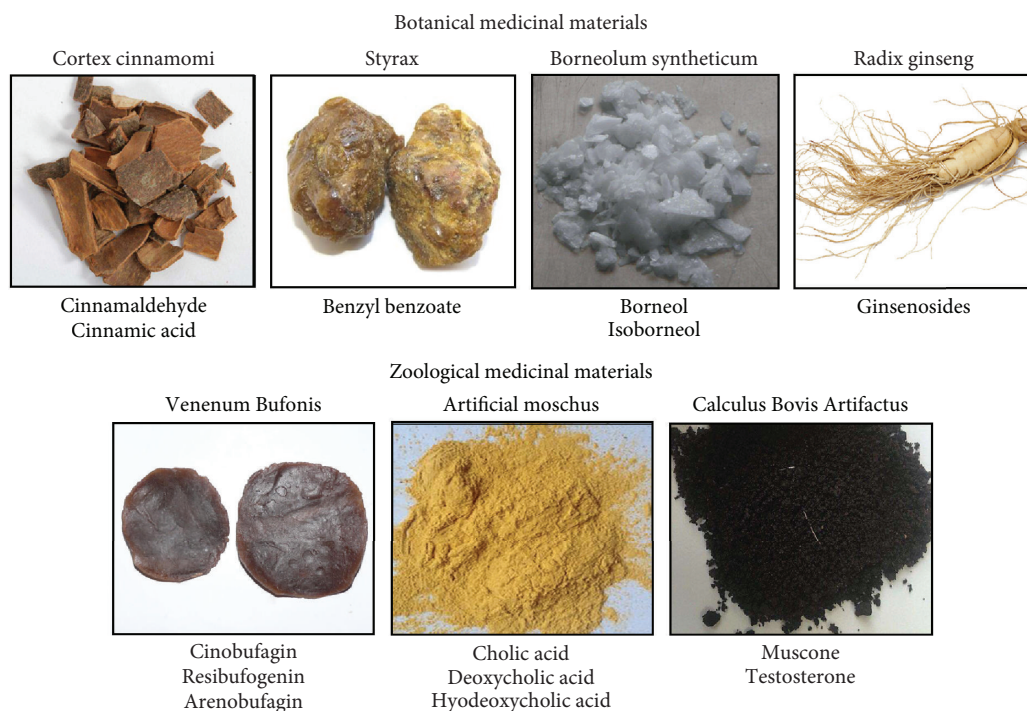 Botanical medicinal materials
Cortex cinnamomi
Styrax
Borneolum syntheticum
Radix ginseng
Cinnamaldehyde
Cinnamic acid
Benzyl benzoate
Borneol
Isoborneol
Ginsenosides
Zoological medicinal materials
Venenum Bufonis
Artificial moschus
Calculus Bovis Artifactus
Cinobufagin
Resibufogenin
Arenobufagin
Cholic acid
Deoxycholic acid
Hyodeoxycholic acid
Muscone
Testosterone